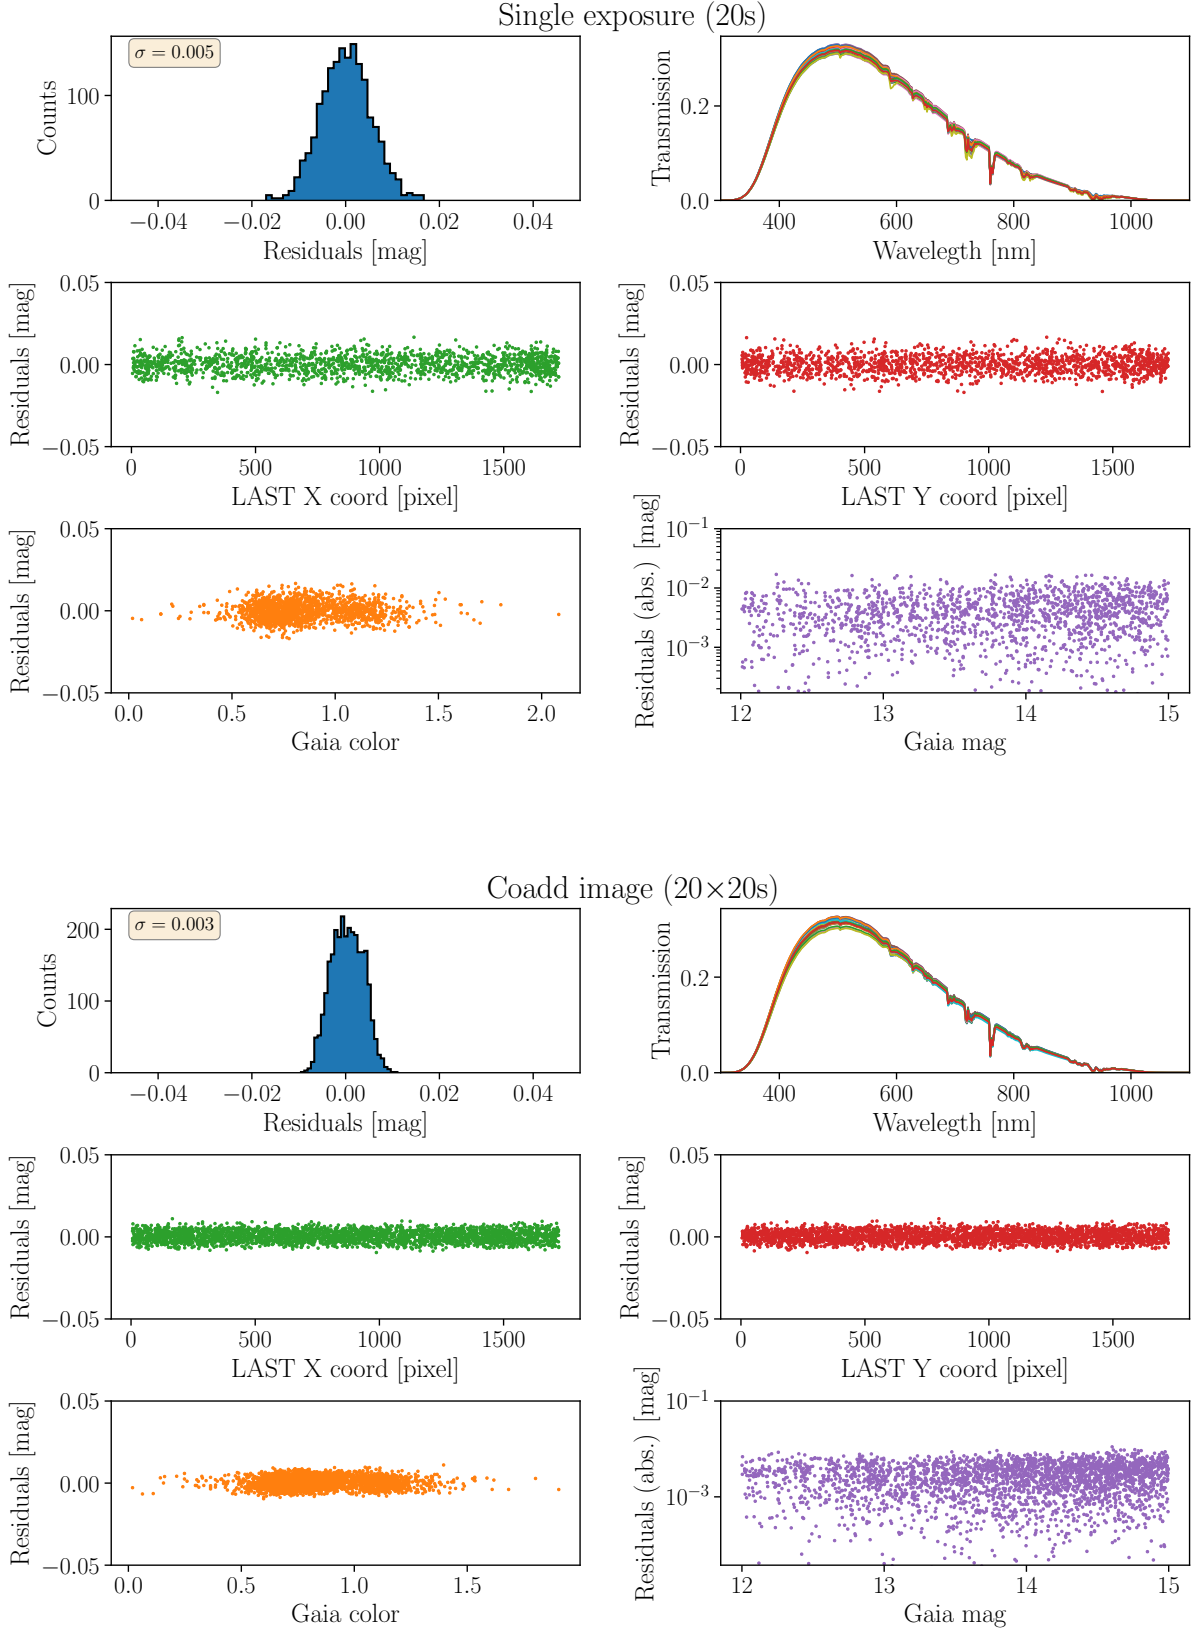 Single exposure (20s)
σ = 0.005
Counts
100
0
−0.04 −0.02 0.00 0.02 0.04
Residuals [mag]
Transmission
0.2
0.0
400 600 800 1000
Wavelegth [nm]
Residuals [mag]
0.05
0.00
−0.05
0 500 1000 1500
LAST X coord [pixel]
Residuals [mag]
0.05
0.00
−0.05
0 500 1000 1500
LAST Y coord [pixel]
Residuals [mag]
0.05
0.00
−0.05
0.0 0.5 1.0 1.5 2.0
Gaia color
Residuals (abs.) [mag]
10⁻¹
10⁻²
10⁻³
12 13 14 15
Gaia mag
Coadd image (20×20s)
σ = 0.003
Counts
200
100
0
−0.04 −0.02 0.00 0.02 0.04
Residuals [mag]
Transmission
0.2
0.0
400 600 800 1000
Wavelegth [nm]
Residuals [mag]
0.05
0.00
−0.05
0 500 1000 1500
LAST X coord [pixel]
Residuals [mag]
0.05
0.00
−0.05
0 500 1000 1500
LAST Y coord [pixel]
Residuals [mag]
0.05
0.00
−0.05
0.0 0.5 1.0 1.5
Gaia color
Residuals (abs.) [mag]
10⁻¹
10⁻³
12 13 14 15
Gaia mag